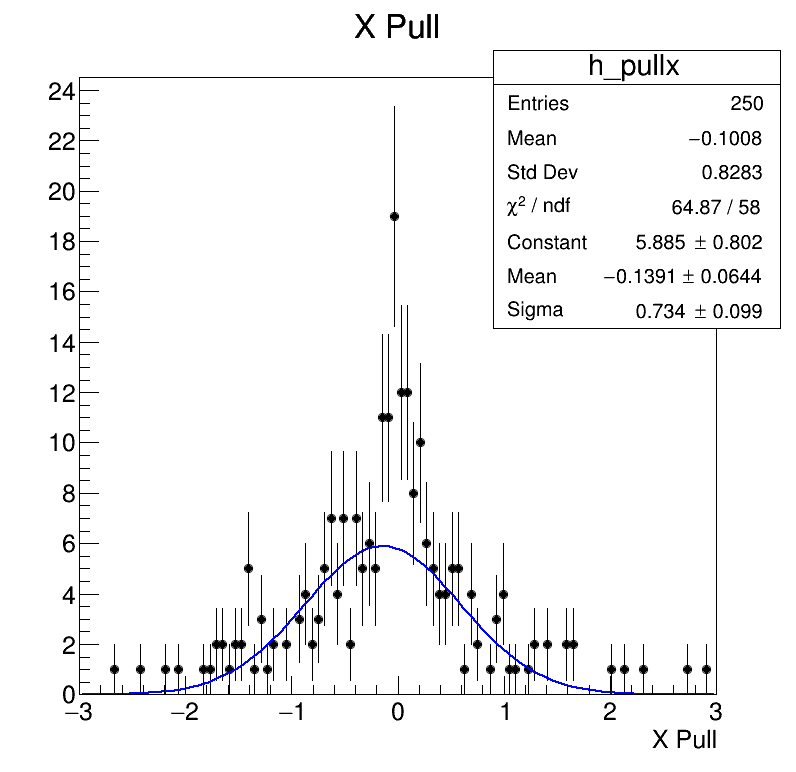 X Pull
h_pullx
Entries 250
Mean −0.1008
Std Dev 0.8283
χ² / ndf 64.87 / 58
Constant 5.885 ± 0.802
Mean −0.1391 ± 0.0644
Sigma 0.734 ± 0.099
24
22
20
18
16
14
12
10
8
6
4
2
0
−3 −2 −1 0 1 2 3
X Pull